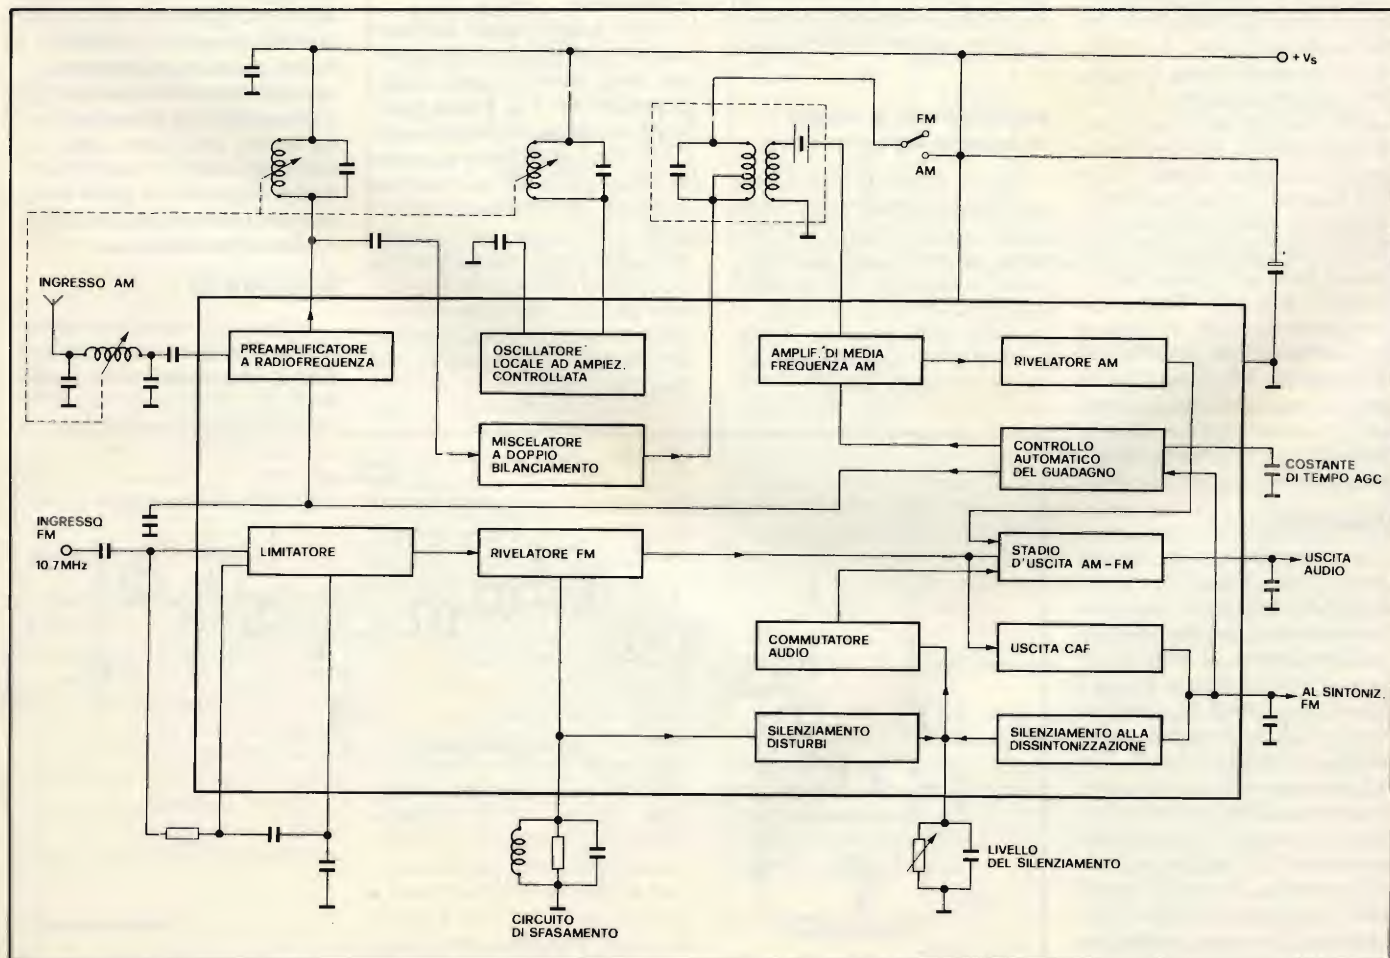 + Vs
FM
AM
INGRESSO AM
PREAMPLIFICATORE
A RADIOFREQUENZA
OSCILLATORE
LOCALE AD AMPIEZ.
CONTROLLATA
AMPLIF. DI MEDIA
FREQUENZA AM
RIVELATORE AM
MISCELATORE
A DOPPIO
BILANCIAMENTO
CONTROLLO
AUTOMATICO
DEL GUADAGNO
COSTANTE
DI TEMPO AGC
INGRESSO
FM
10.7 MHz
LIMITATORE
RIVELATORE FM
STADIO
D'USCITA AM-FM
USCITA
AUDIO
COMMUTATORE
AUDIO
USCITA CAF
AL SINTONIZ.
FM
SILENZIAMENTO
DISTURBI
SILENZIAMENTO ALLA
DISSINTONIZZAZIONE
LIVELLO
DEL SILENZIAMENTO
CIRCUITO
DI SFASAMENTO